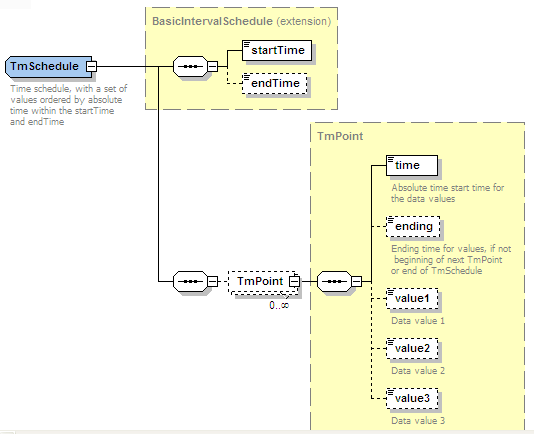 BasicIntervalSchedule (extension)
TmSchedule
Time schedule, with a set of
values ordered by absolute
time within the startTime
and endTime
startTime
endTime
TmPoint
time
Absolute time start time for
the data values
ending
Ending time for values, if not
beginning of next TmPoint
or end of TmSchedule
TmPoint
0..∞
value1
Data value 1
value2
Data value 2
value3
Data value 3